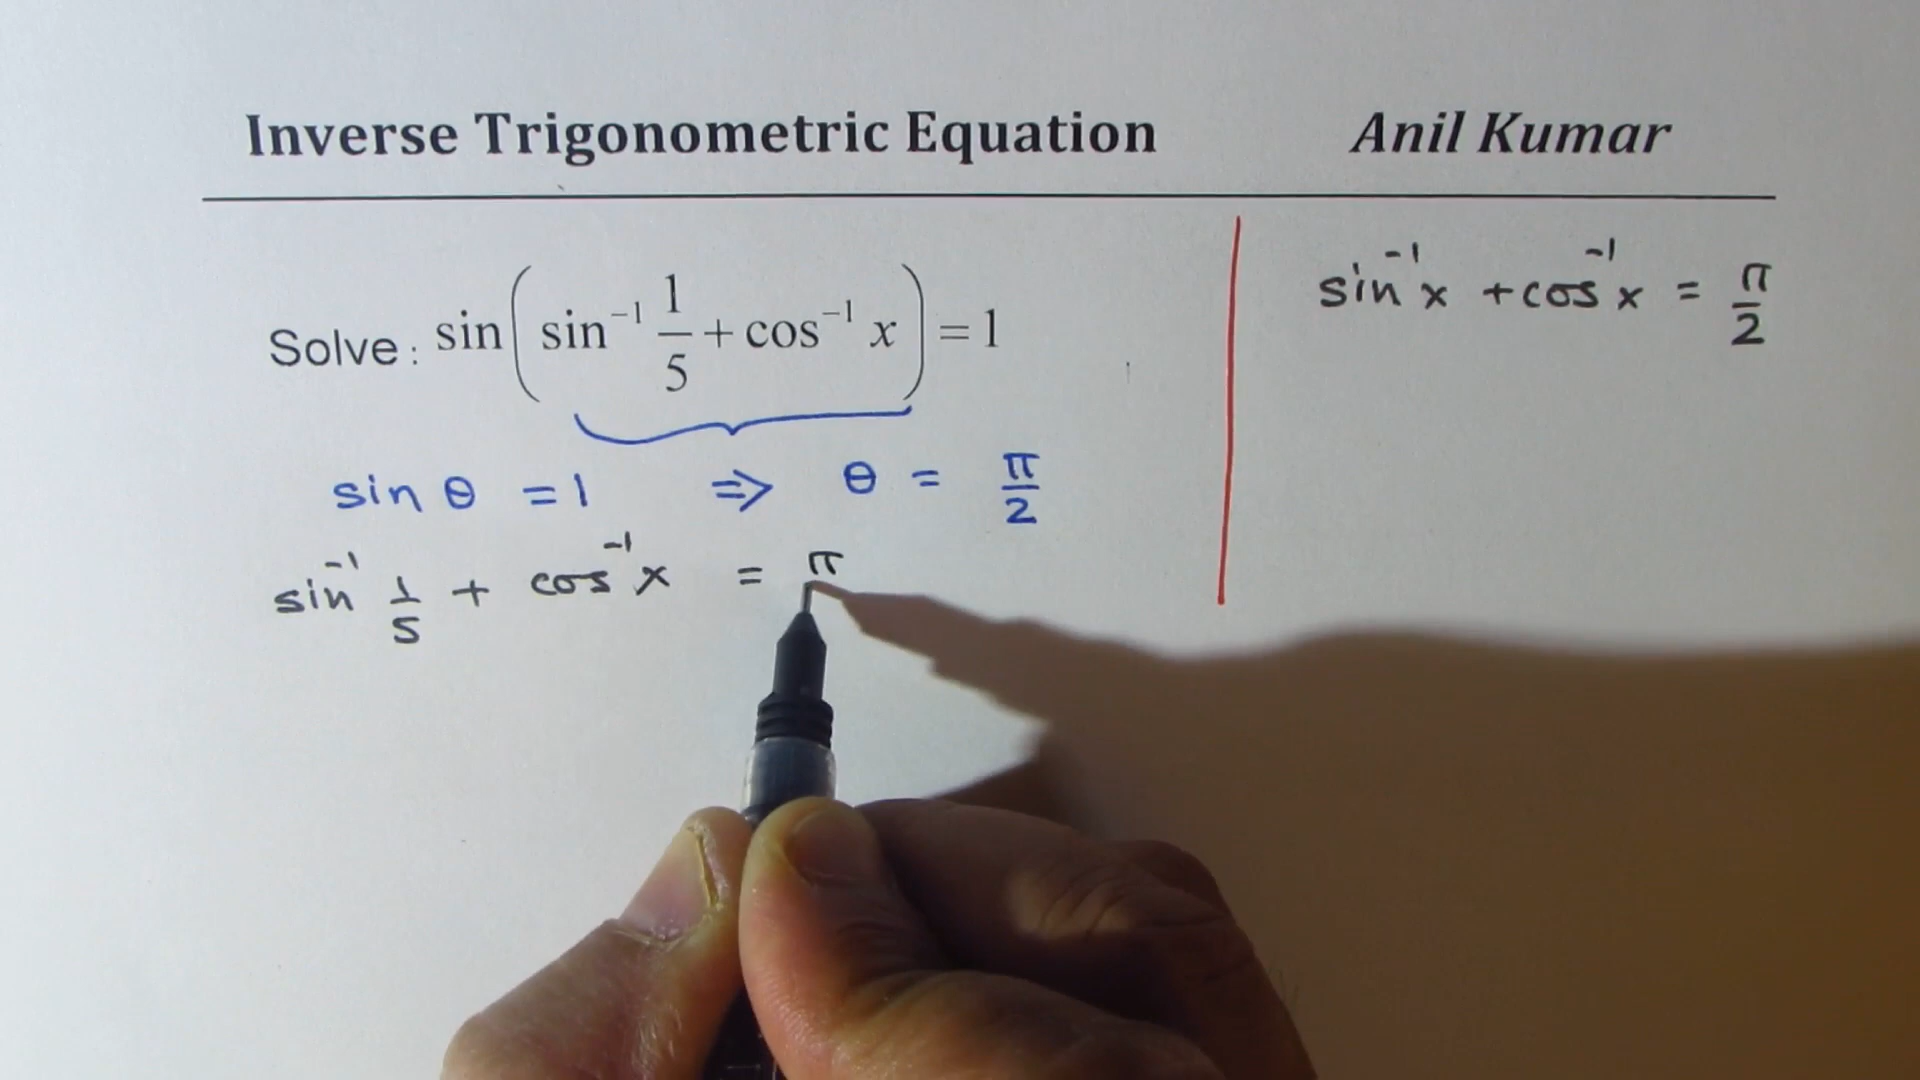 Inverse Trigonometric Equation Anil Kumar
Solve: sin(sin⁻¹ 1/5 + cos⁻¹ x) = 1
sin⁻¹x + cos⁻¹x = π/2
sin θ = 1 ⇒ θ = π/2
sin⁻¹ 1/5 + cos⁻¹x = π